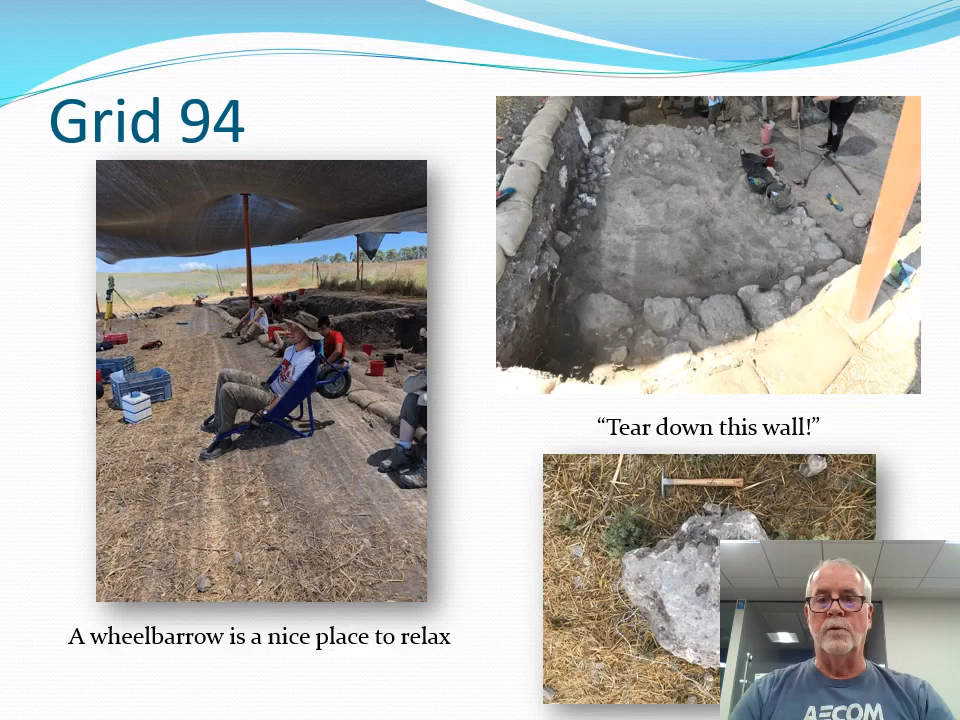 Grid 94
“Tear down this wall!”
A wheelbarrow is a nice place to relax
AECOM